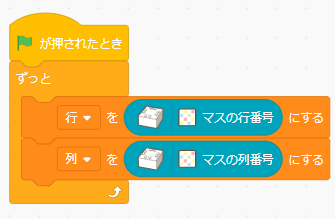 が押されたとき
ずっと
行 を マスの行番号 にする
列 を マスの列番号 にする